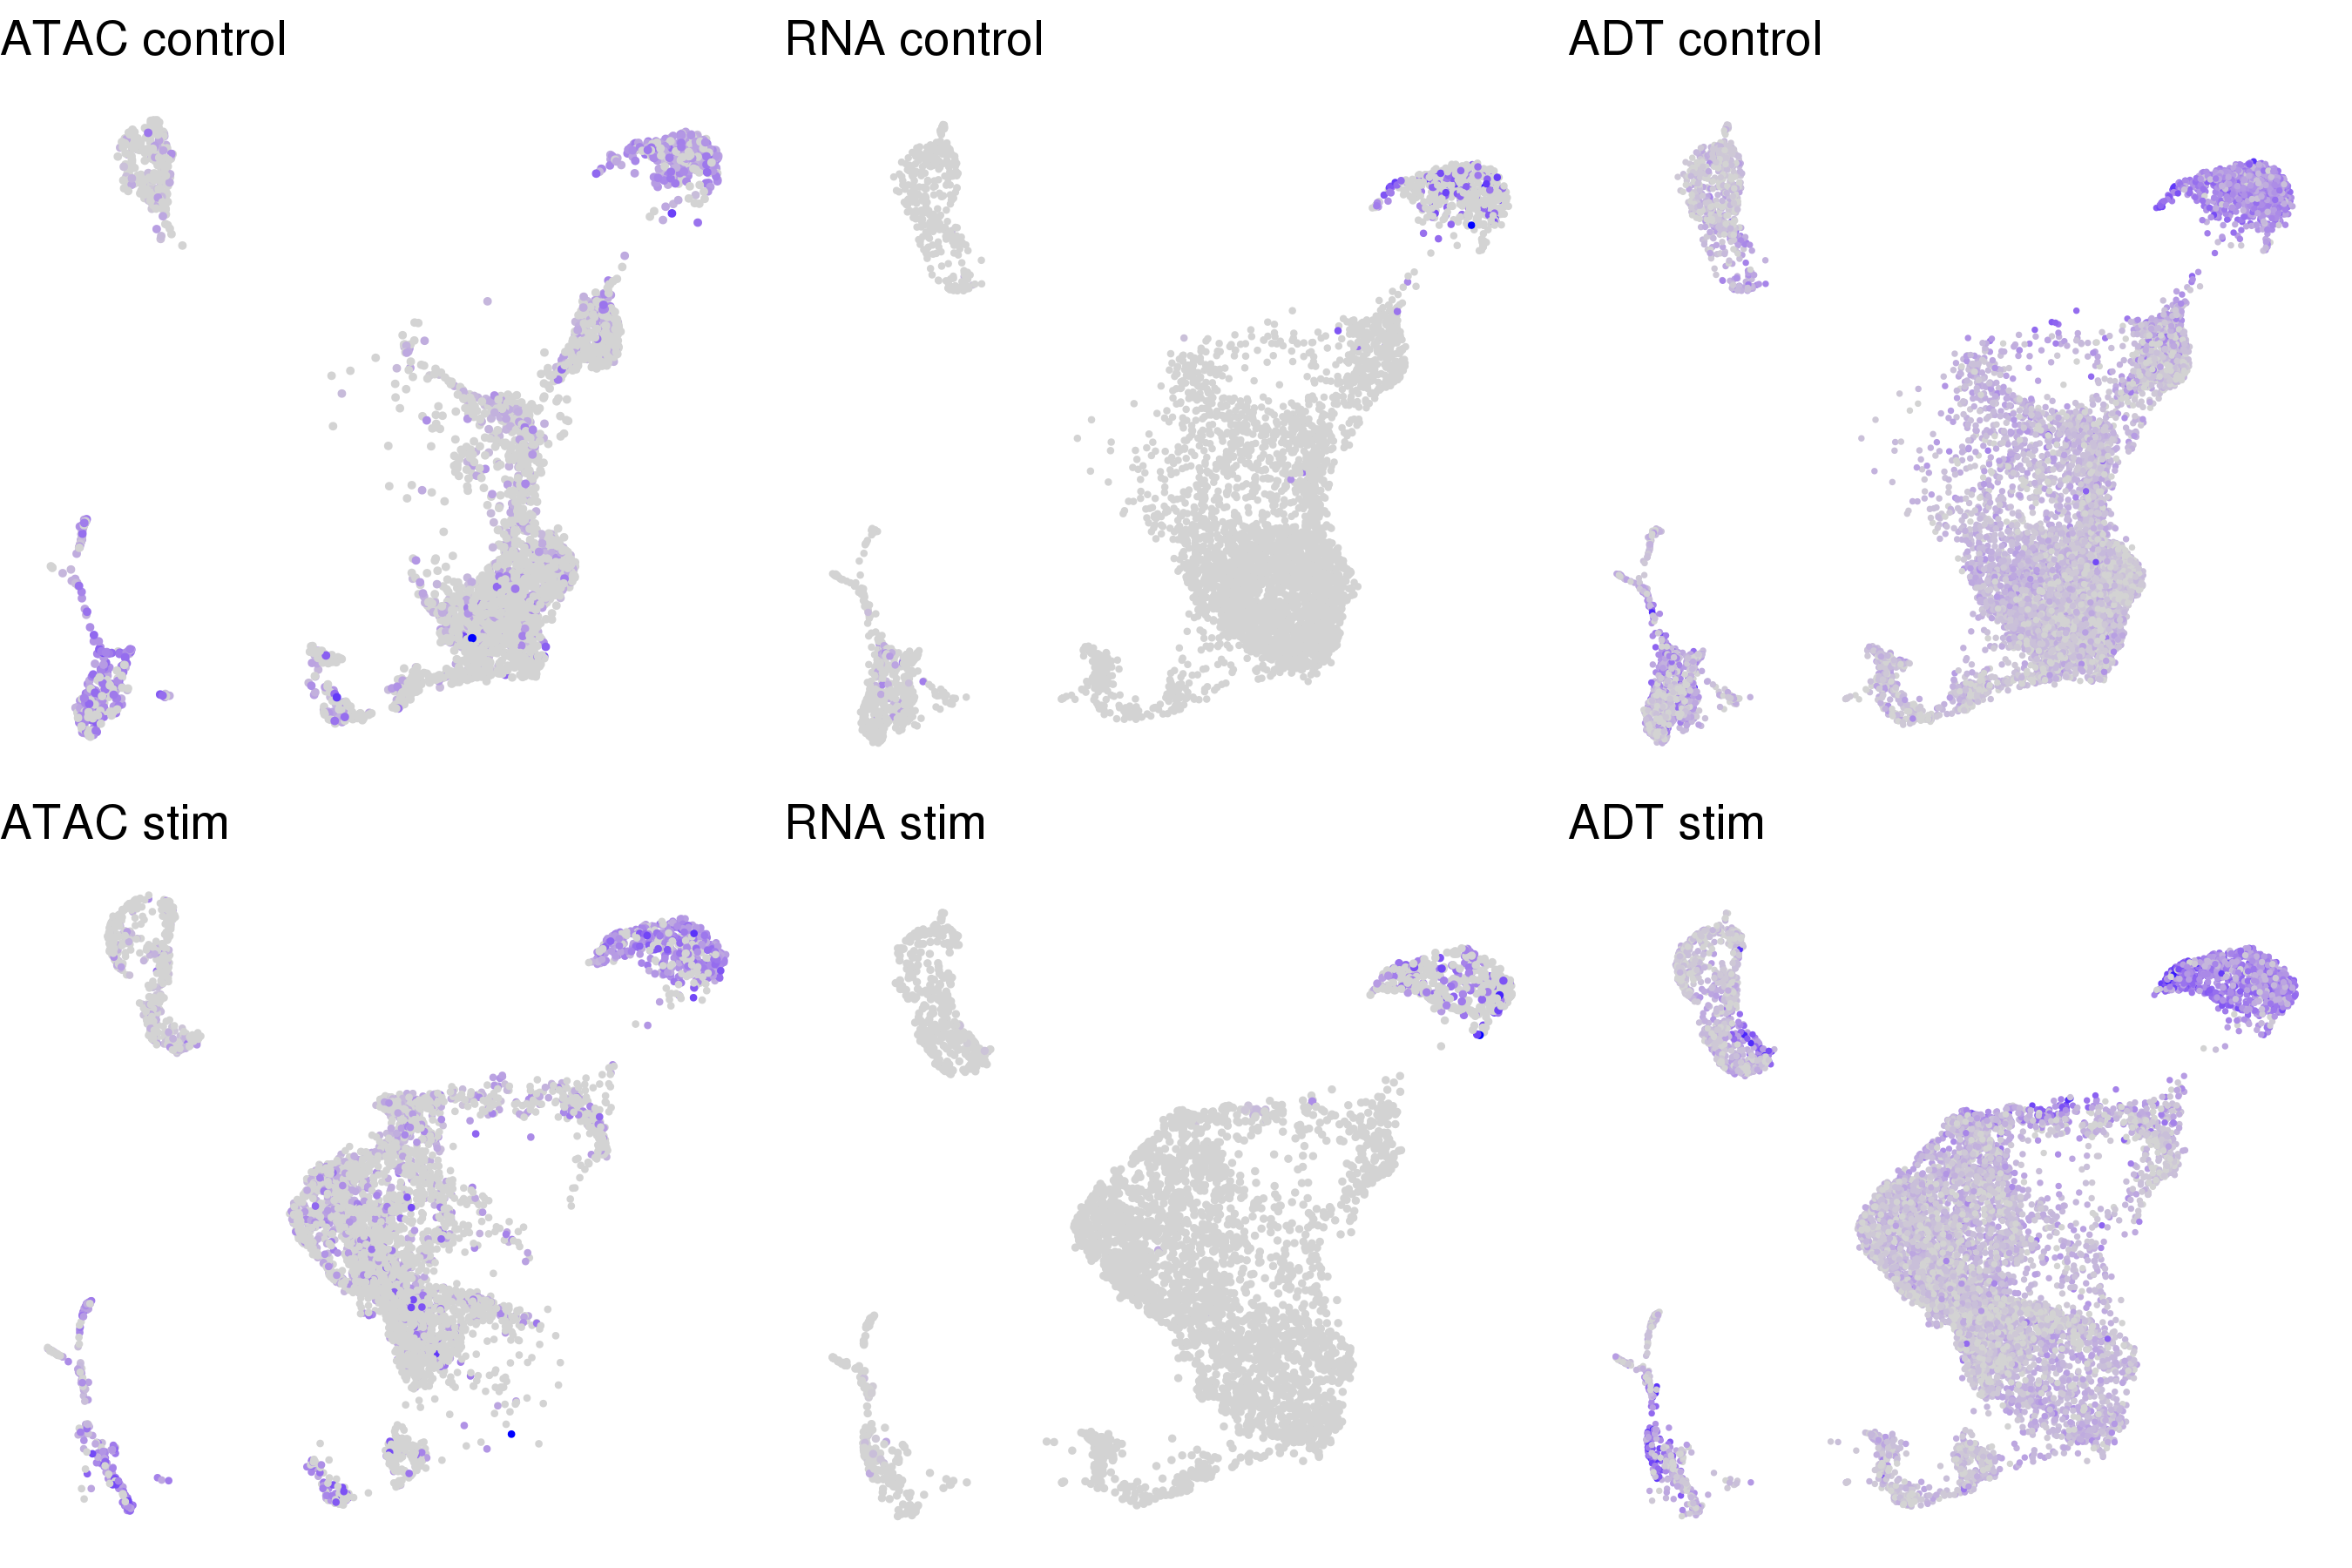 ATAC control
RNA control
ADT control
ATAC stim
RNA stim
ADT stim